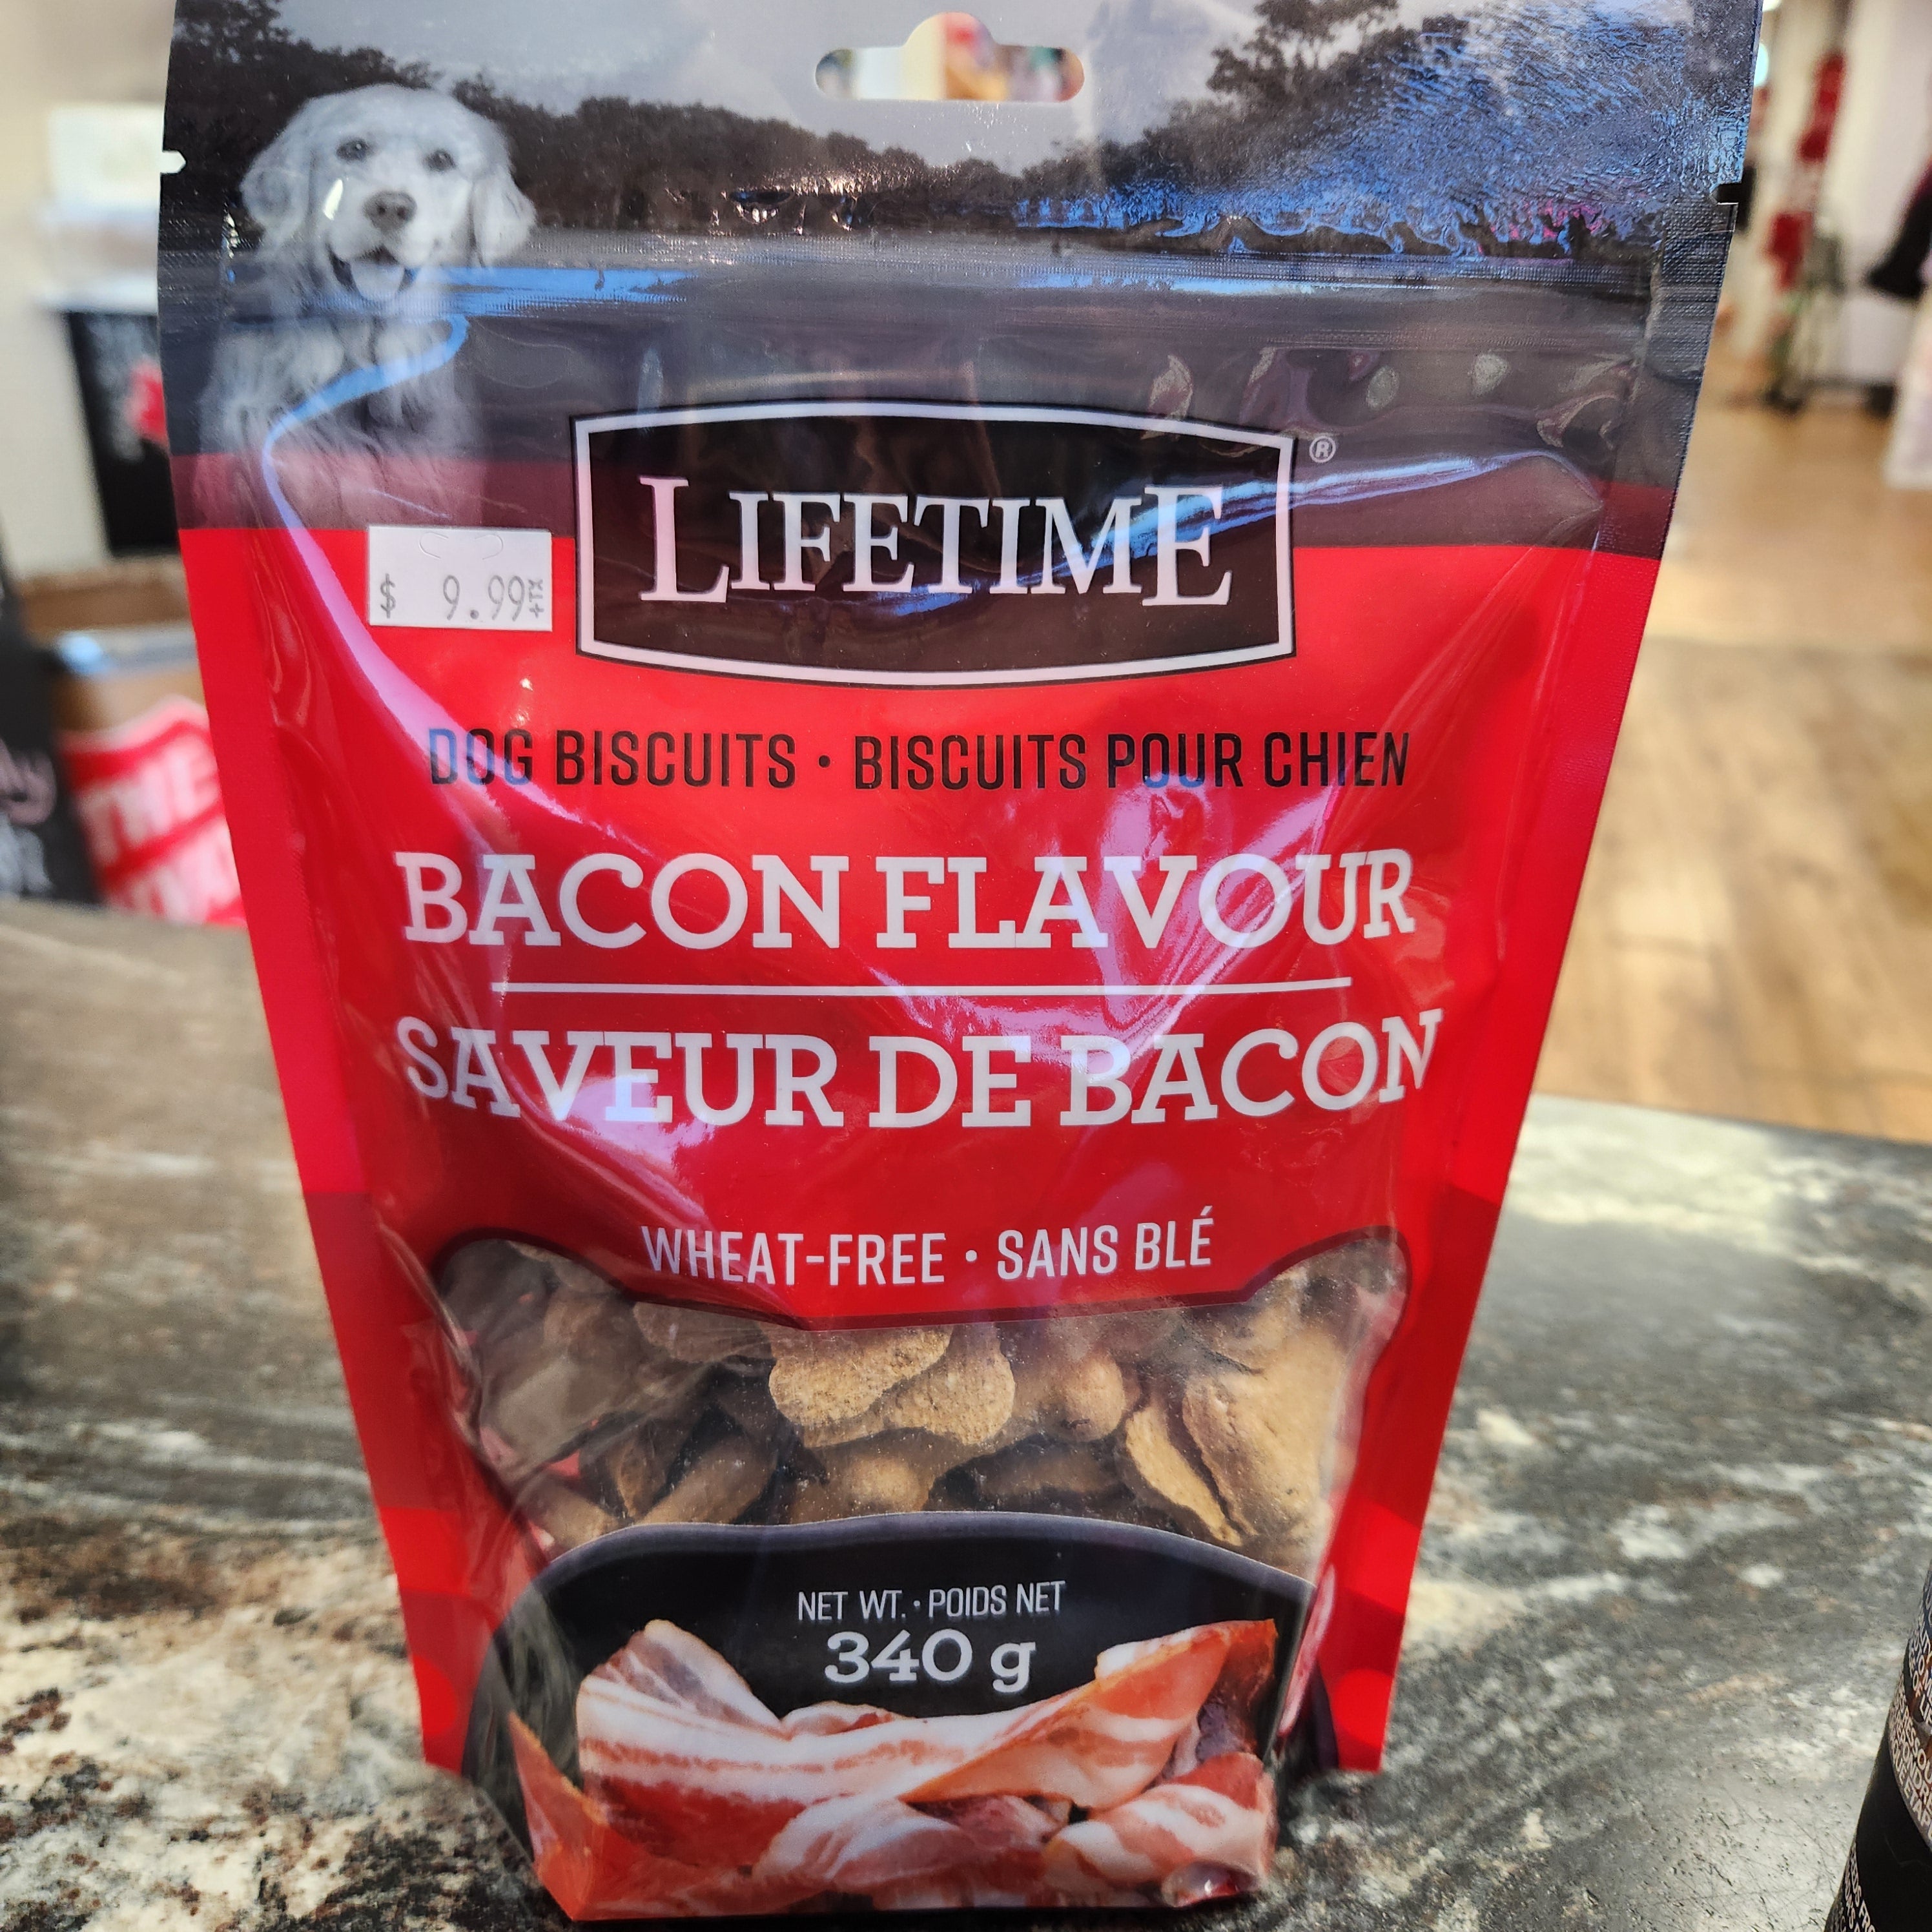 LIFETIME®
$ 9.99 +TX
DOG BISCUITS • BISCUITS POUR CHIEN
BACON FLAVOUR
SAVEUR DE BACON
WHEAT-FREE • SANS BLÉ
NET WT. • POIDS NET
340 g